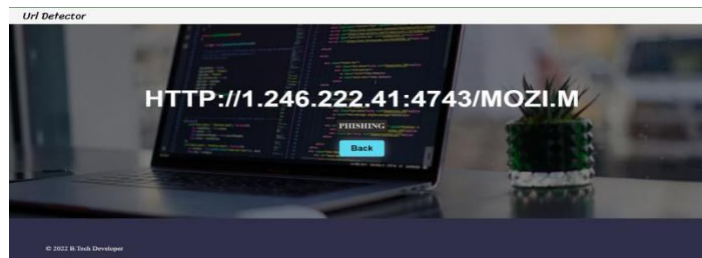 Url Detector
HTTP://1.246.222.41:4743/MOZI.M
PHISHING
Back
© 2022 B.Tech Developer